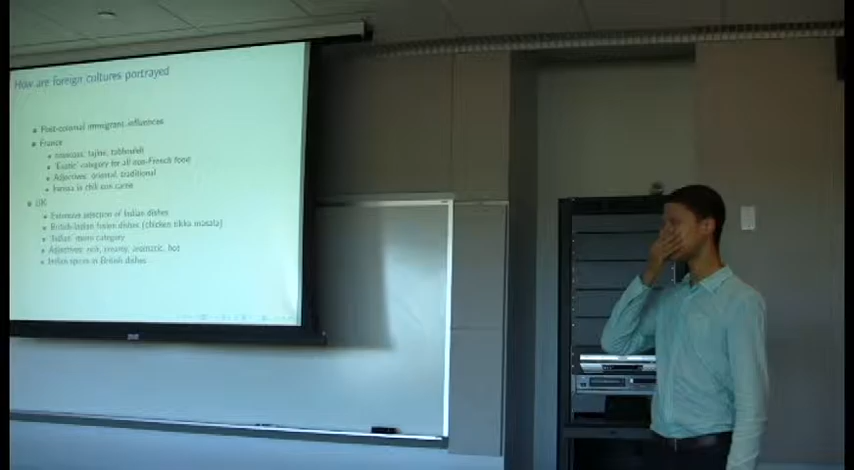 How are foreign cultures portrayed
Post-colonial immigrant influences
France
couscous, tajine, tabbouleh
'Exotic' category for all non-French food
Adjectives: oriental, traditional
harissa in chili con carne
UK
Extensive selection of Indian dishes
British-Indian fusion dishes (chicken tikka masala)
'Indian' menu category
Adjectives: rich, creamy, aromatic, hot
Indian spices in British dishes